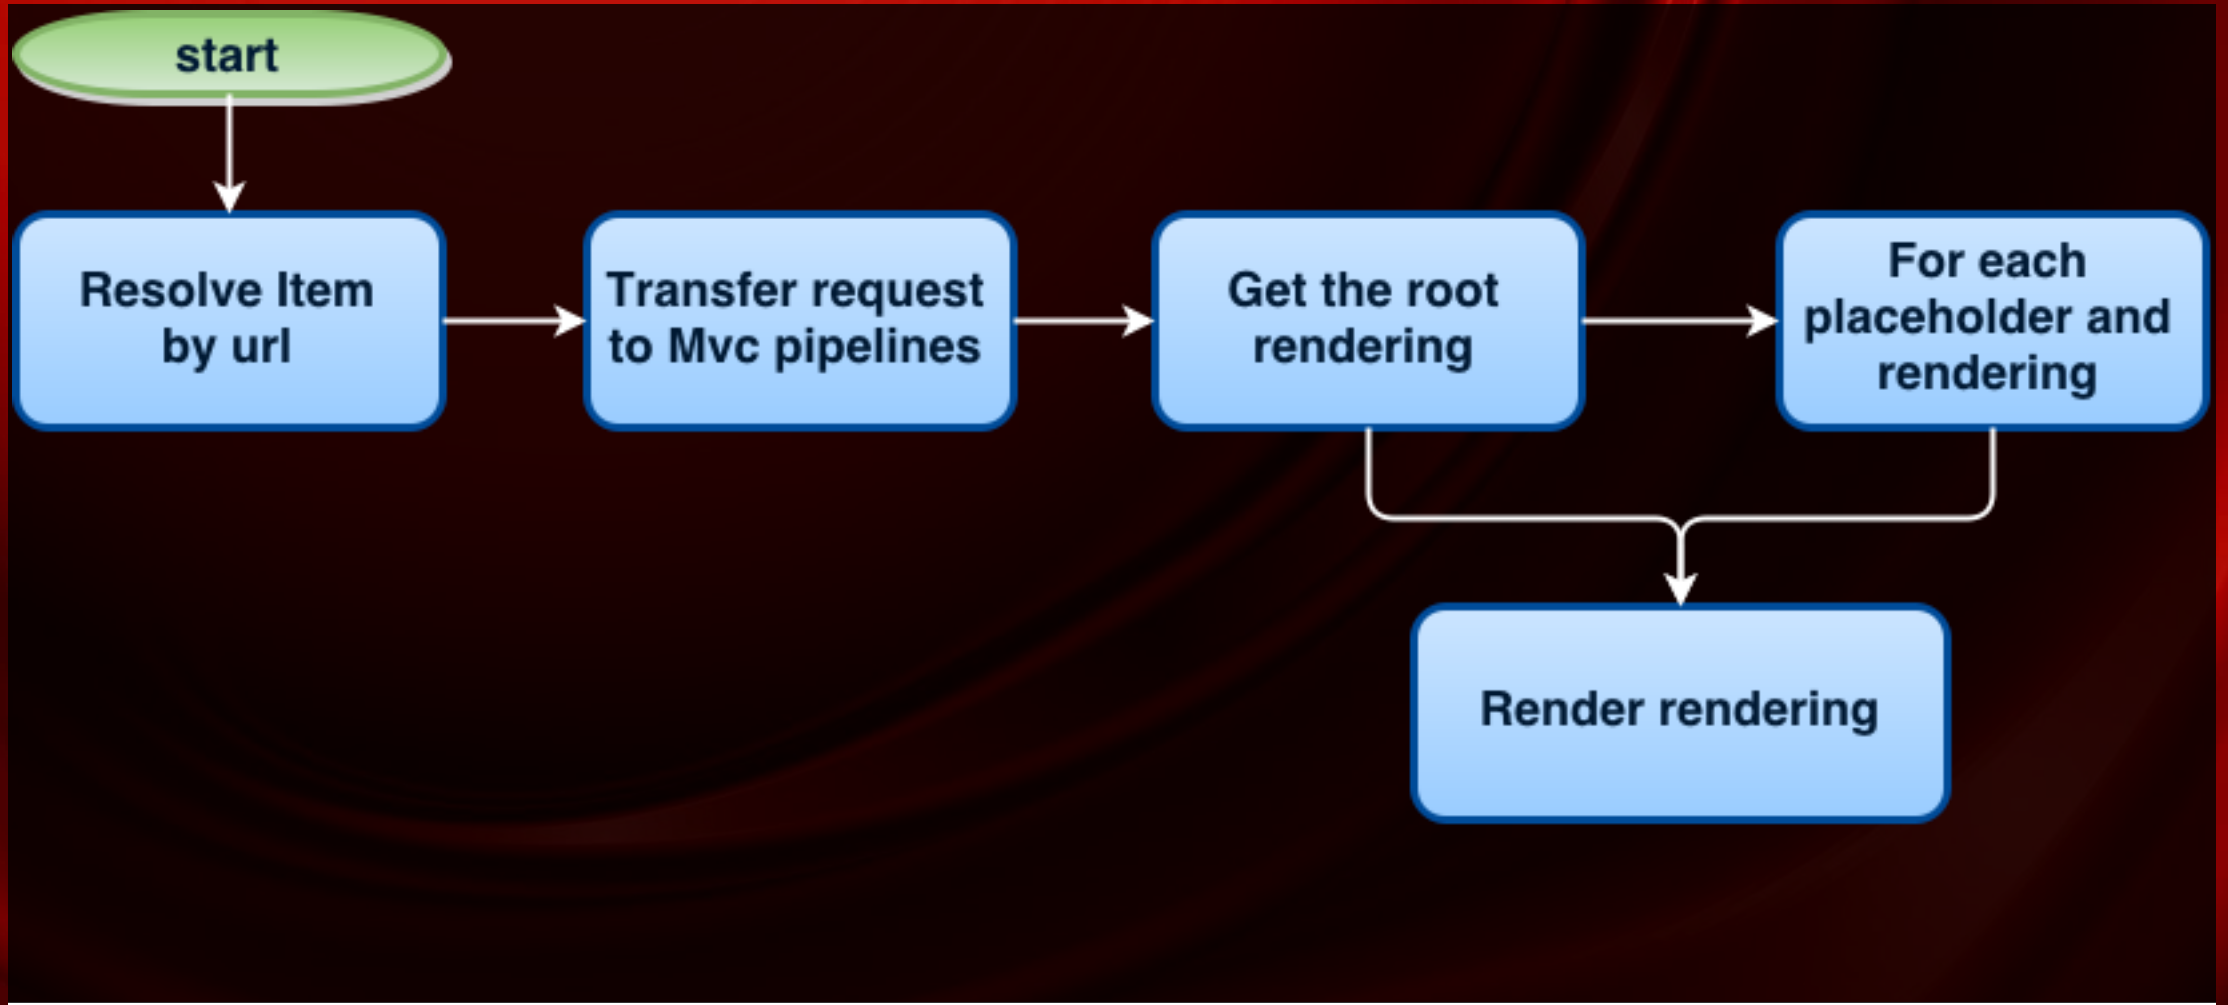 start
Resolve Item
by url
Transfer request
to Mvc pipelines
Get the root
rendering
For each
placeholder and
rendering
Render rendering